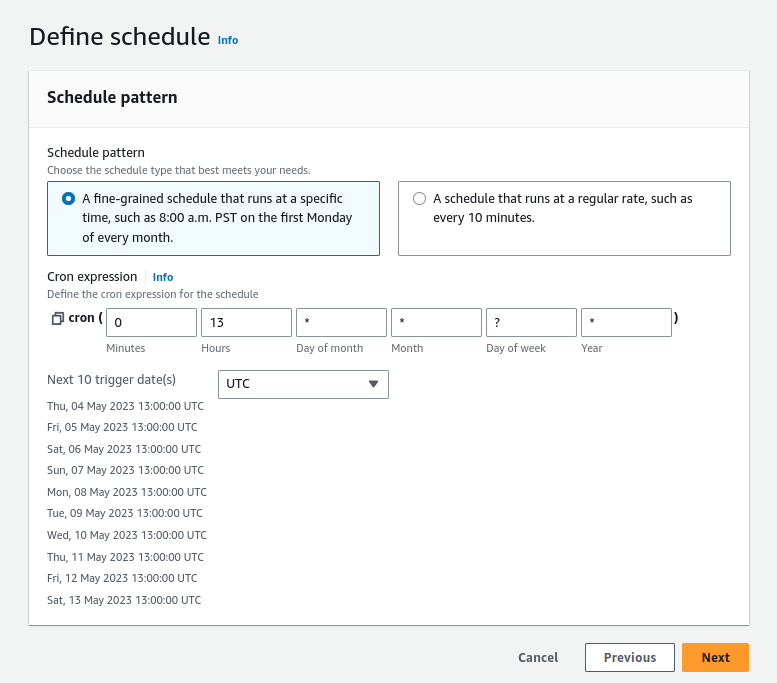 Define schedule Info
Schedule pattern
Schedule pattern
Choose the schedule type that best meets your needs.
A fine-grained schedule that runs at a specific
time, such as 8:00 a.m. PST on the first Monday
of every month.
A schedule that runs at a regular rate, such as
every 10 minutes.
Cron expression Info
Define the cron expression for the schedule
cron ( 0 13 * * ? * )
Minutes Hours Day of month Month Day of week Year
Next 10 trigger date(s) UTC
Thu, 04 May 2023 13:00:00 UTC
Fri, 05 May 2023 13:00:00 UTC
Sat, 06 May 2023 13:00:00 UTC
Sun, 07 May 2023 13:00:00 UTC
Mon, 08 May 2023 13:00:00 UTC
Tue, 09 May 2023 13:00:00 UTC
Wed, 10 May 2023 13:00:00 UTC
Thu, 11 May 2023 13:00:00 UTC
Fri, 12 May 2023 13:00:00 UTC
Sat, 13 May 2023 13:00:00 UTC
Cancel Previous Next